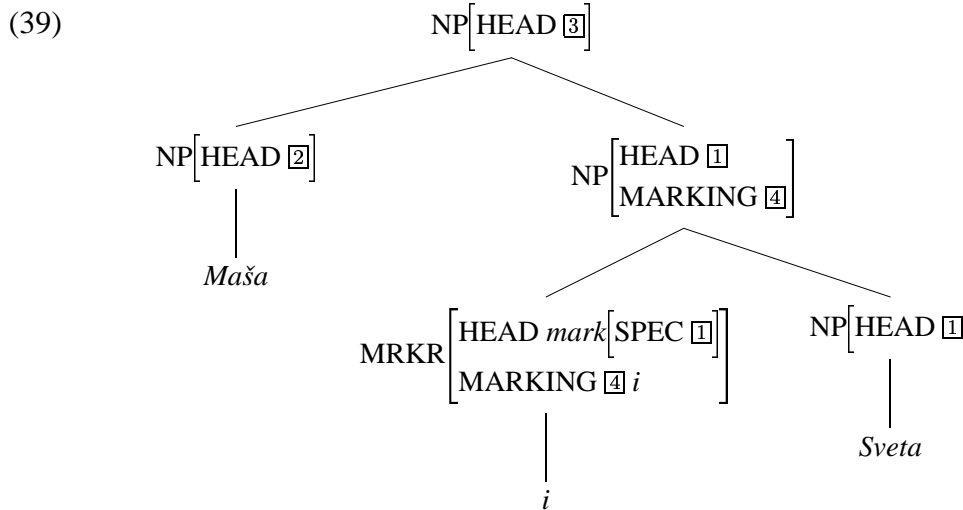 (39)
NP[HEAD 3]
NP[HEAD 2]
NP[HEAD 1
MARKING 4]
Maša
MRKR[HEAD mark[SPEC 1]
MARKING 4 i]
NP[HEAD 1
Sveta
i